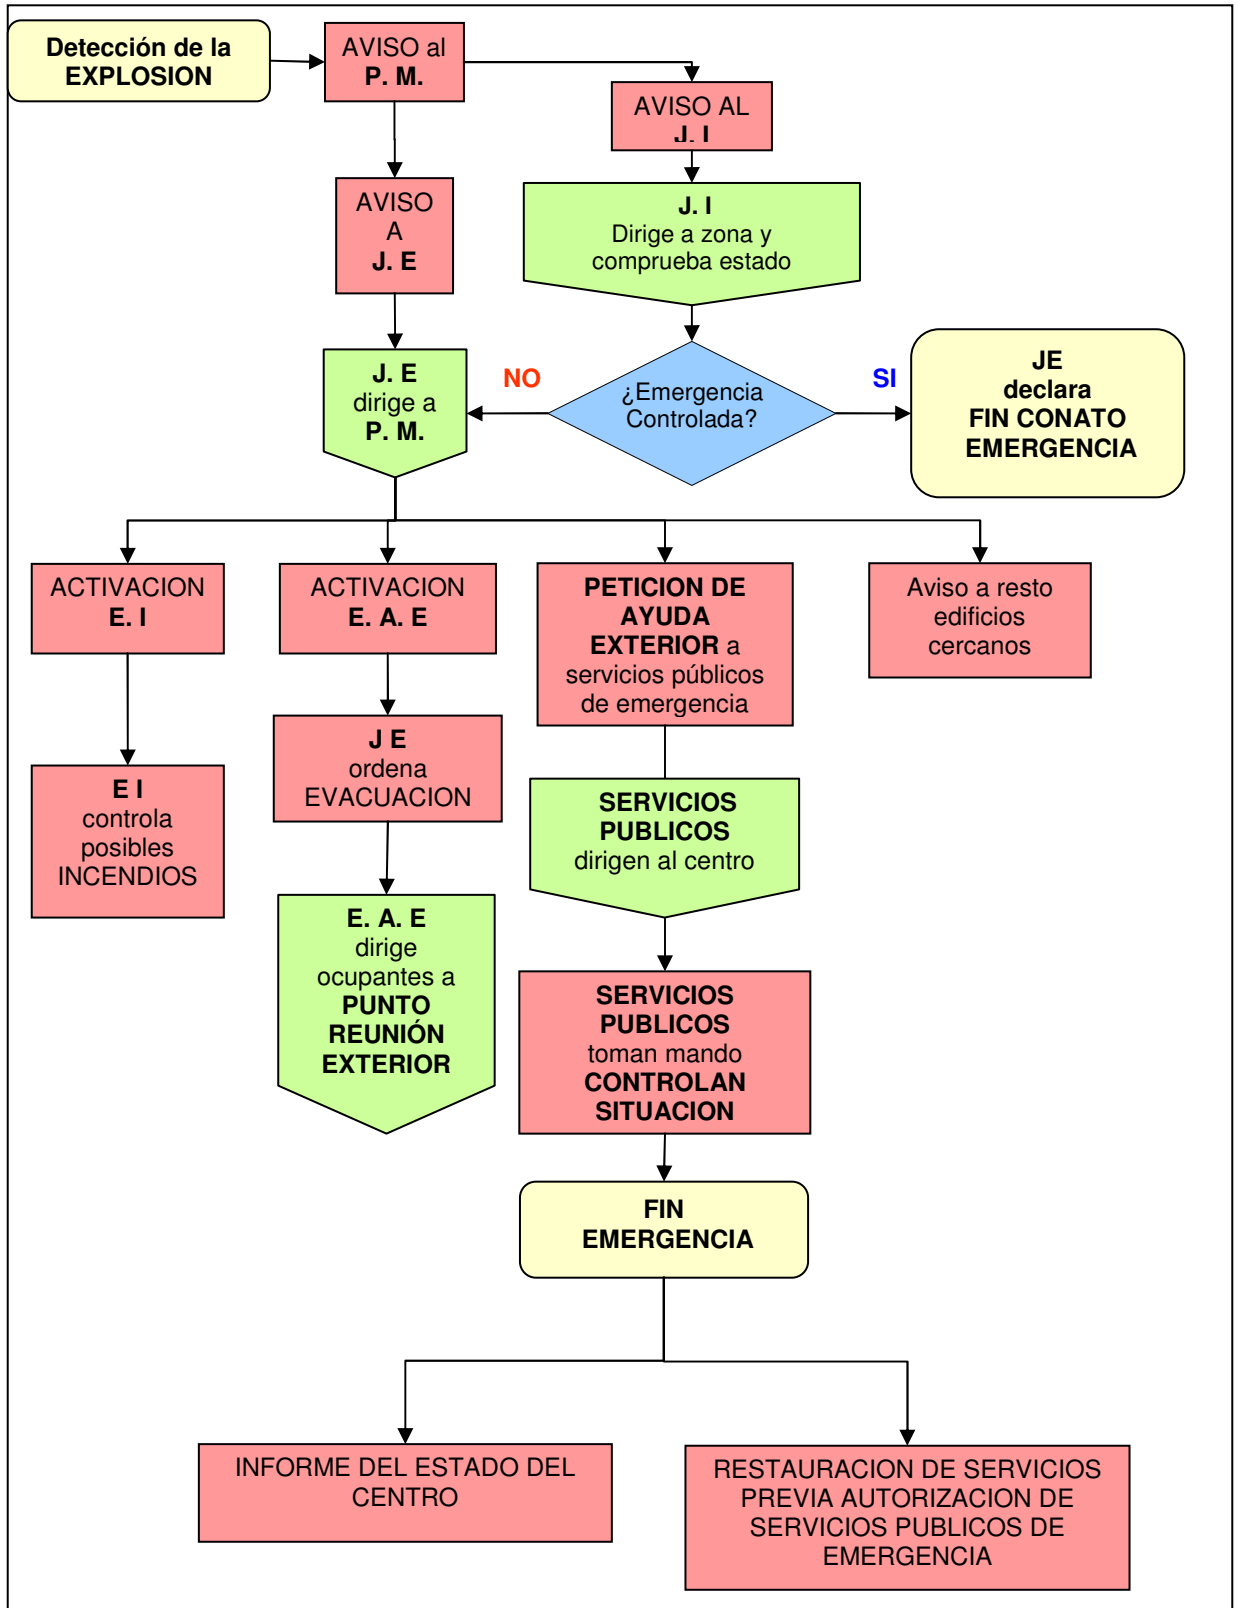 Detección de la
EXPLOSION
AVISO al
P. M.
AVISO AL
J. I
AVISO
A
J. E
J. I
Dirige a zona y
comprueba estado
J. E
dirige a
P. M.
NO
¿Emergencia
Controlada?
SI
JE
declara
FIN CONATO
EMERGENCIA
ACTIVACION
E. I
ACTIVACION
E. A. E
PETICION DE
AYUDA
EXTERIOR a
servicios públicos
de emergencia
Aviso a resto
edificios
cercanos
E I
controla
posibles
INCENDIOS
J E
ordena
EVACUACION
SERVICIOS
PUBLICOS
dirigen al centro
E. A. E
dirige
ocupantes a
PUNTO
REUNIÓN
EXTERIOR
SERVICIOS
PUBLICOS
toman mando
CONTROLAN
SITUACION
FIN
EMERGENCIA
INFORME DEL ESTADO DEL
CENTRO
RESTAURACION DE SERVICIOS
PREVIA AUTORIZACION DE
SERVICIOS PUBLICOS DE
EMERGENCIA